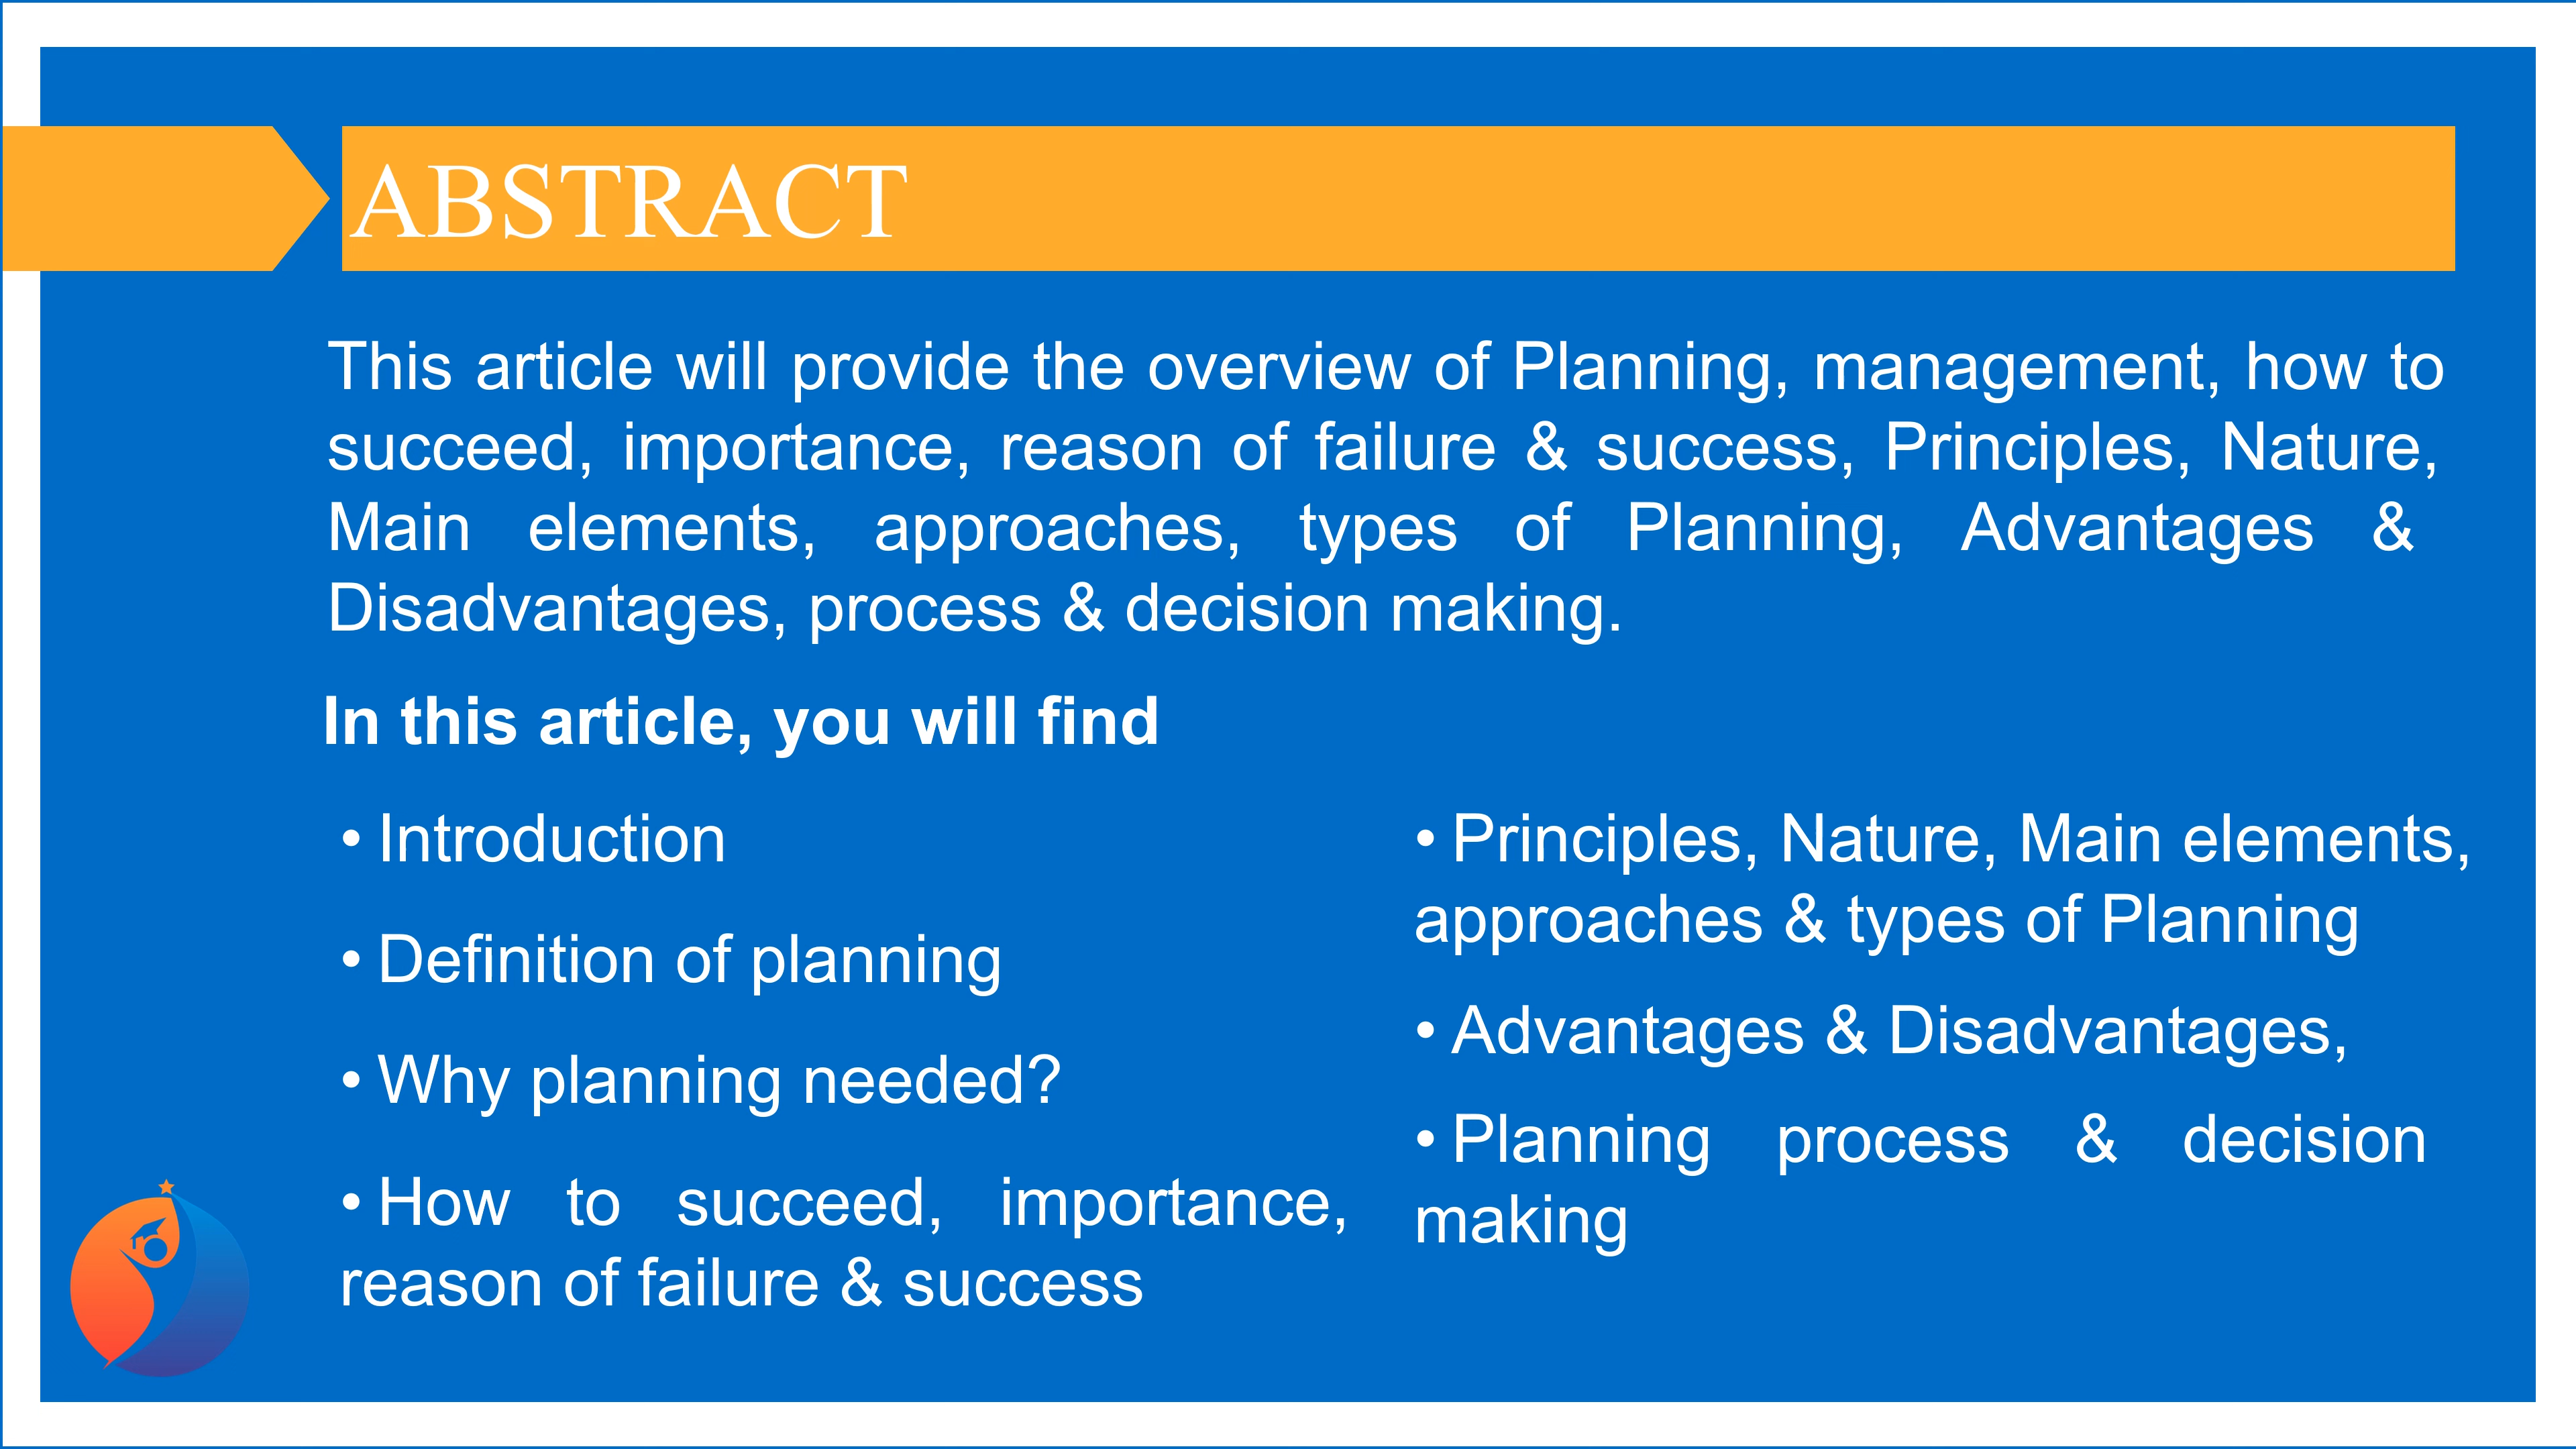 ABSTRACT
This article will provide the overview of Planning, management, how to
succeed, importance, reason of failure & success, Principles, Nature,
Main elements, approaches, types of Planning, Advantages &
Disadvantages, process & decision making.
In this article, you will find
• Introduction
• Definition of planning
• Why planning needed?
• How to succeed, importance,
reason of failure & success
• Principles, Nature, Main elements,
approaches & types of Planning
• Advantages & Disadvantages,
• Planning process & decision
making